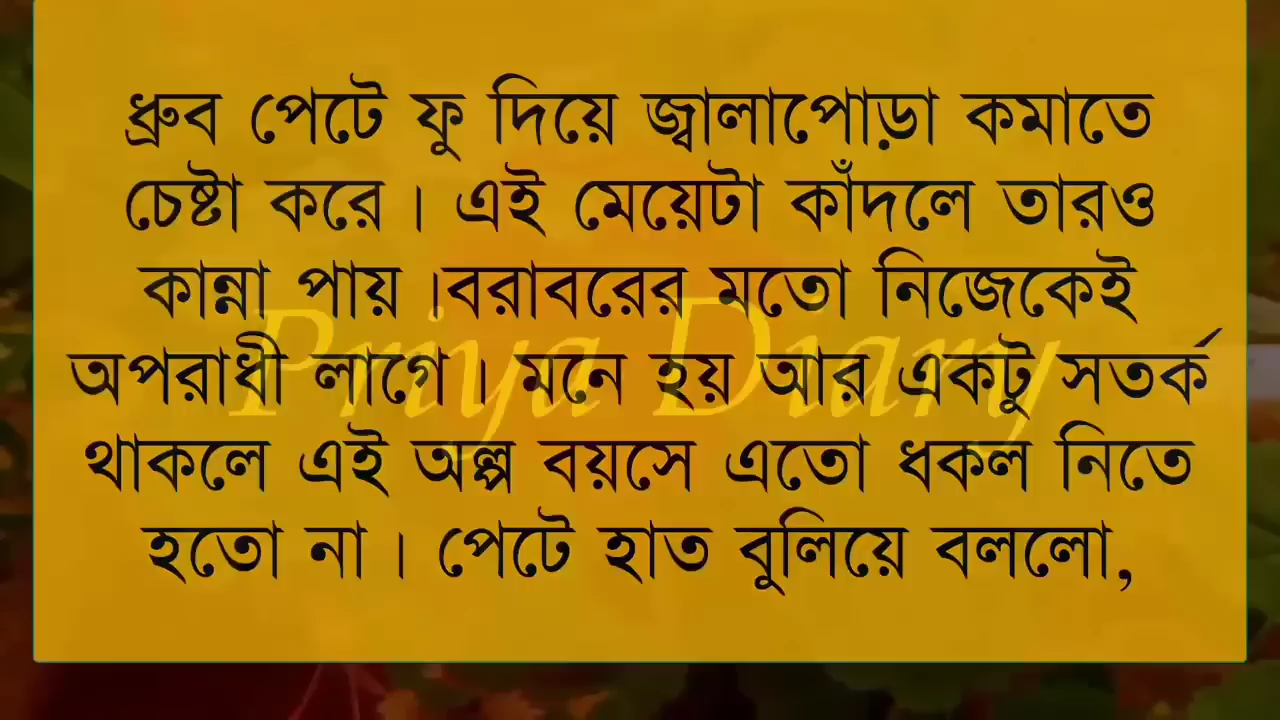 ধ্রুব পেটে ফু দিয়ে জ্বালাপোড়া কমাতে
চেষ্টা করে । এই মেয়েটা কাঁদলে তারও
কান্না পায় ।বরাবরের মতো নিজেকেই
অপরাধী লাগে । মনে হয় আর একটু সতর্ক
থাকলে এই অল্প বয়সে এতো ধকল নিতে
হতো না । পেটে হাত বুলিয়ে বললো,
Priya Diary